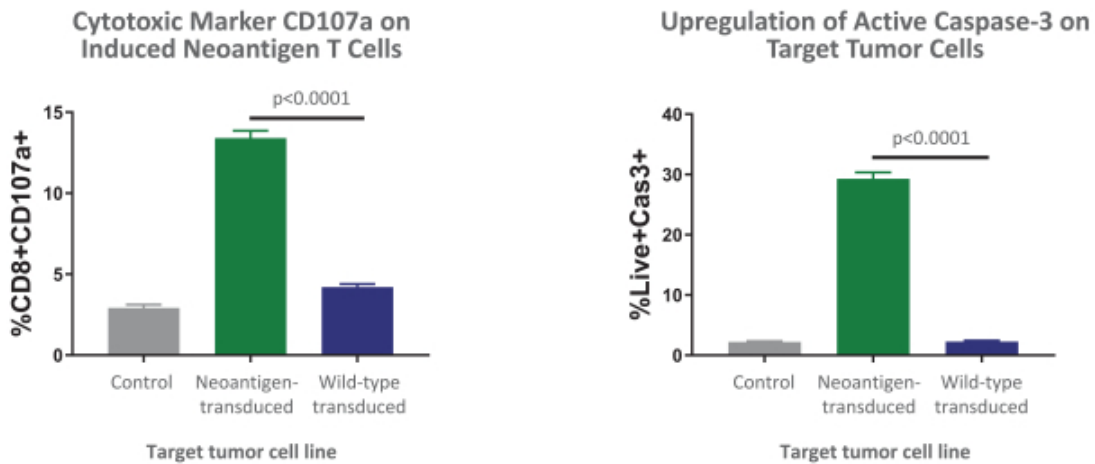 Cytotoxic Marker CD107a on
Induced Neoantigen T Cells
%CD8+CD107a+
15
10
5
0
p<0.0001
Control
Neoantigen-
transduced
Wild-type
transduced
Target tumor cell line
Upregulation of Active Caspase-3 on
Target Tumor Cells
%Live+Cas3+
40
30
20
10
0
p<0.0001
Control
Neoantigen-
transduced
Wild-type
transduced
Target tumor cell line